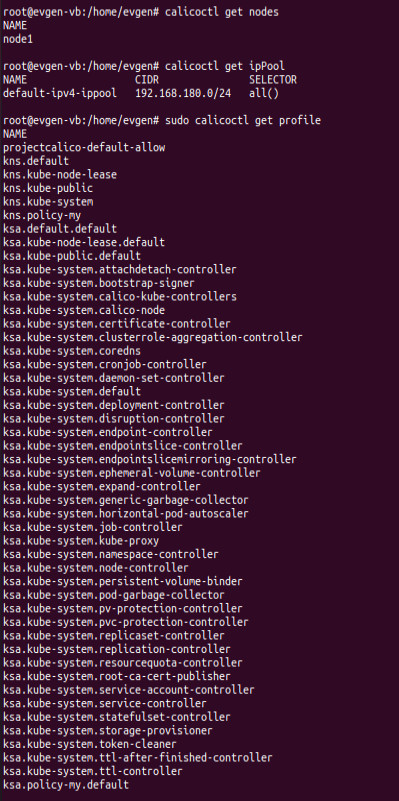 root@evgen-vb:/home/evgen# calicoctl get nodes
NAME
node1
root@evgen-vb:/home/evgen# calicoctl get ipPool
NAME                  CIDR               SELECTOR
default-ipv4-ippool   192.168.180.0/24   all()
root@evgen-vb:/home/evgen# sudo calicoctl get profile
NAME
projectcalico-default-allow
kns.default
kns.kube-node-lease
kns.kube-public
kns.kube-system
kns.policy-my
ksa.default.default
ksa.kube-node-lease.default
ksa.kube-public.default
ksa.kube-system.attachdetach-controller
ksa.kube-system.bootstrap-signer
ksa.kube-system.calico-kube-controllers
ksa.kube-system.calico-node
ksa.kube-system.certificate-controller
ksa.kube-system.clusterrole-aggregation-controller
ksa.kube-system.coredns
ksa.kube-system.cronjob-controller
ksa.kube-system.daemon-set-controller
ksa.kube-system.default
ksa.kube-system.deployment-controller
ksa.kube-system.disruption-controller
ksa.kube-system.endpoint-controller
ksa.kube-system.endpointslice-controller
ksa.kube-system.endpointslicemirroring-controller
ksa.kube-system.ephemeral-volume-controller
ksa.kube-system.expand-controller
ksa.kube-system.generic-garbage-collector
ksa.kube-system.horizontal-pod-autoscaler
ksa.kube-system.job-controller
ksa.kube-system.kube-proxy
ksa.kube-system.namespace-controller
ksa.kube-system.node-controller
ksa.kube-system.persistent-volume-binder
ksa.kube-system.pod-garbage-collector
ksa.kube-system.pv-protection-controller
ksa.kube-system.pvc-protection-controller
ksa.kube-system.replicaset-controller
ksa.kube-system.replication-controller
ksa.kube-system.resourcequota-controller
ksa.kube-system.root-ca-cert-publisher
ksa.kube-system.service-account-controller
ksa.kube-system.service-controller
ksa.kube-system.statefulset-controller
ksa.kube-system.storage-provisioner
ksa.kube-system.token-cleaner
ksa.kube-system.ttl-after-finished-controller
ksa.kube-system.ttl-controller
ksa.policy-my.default